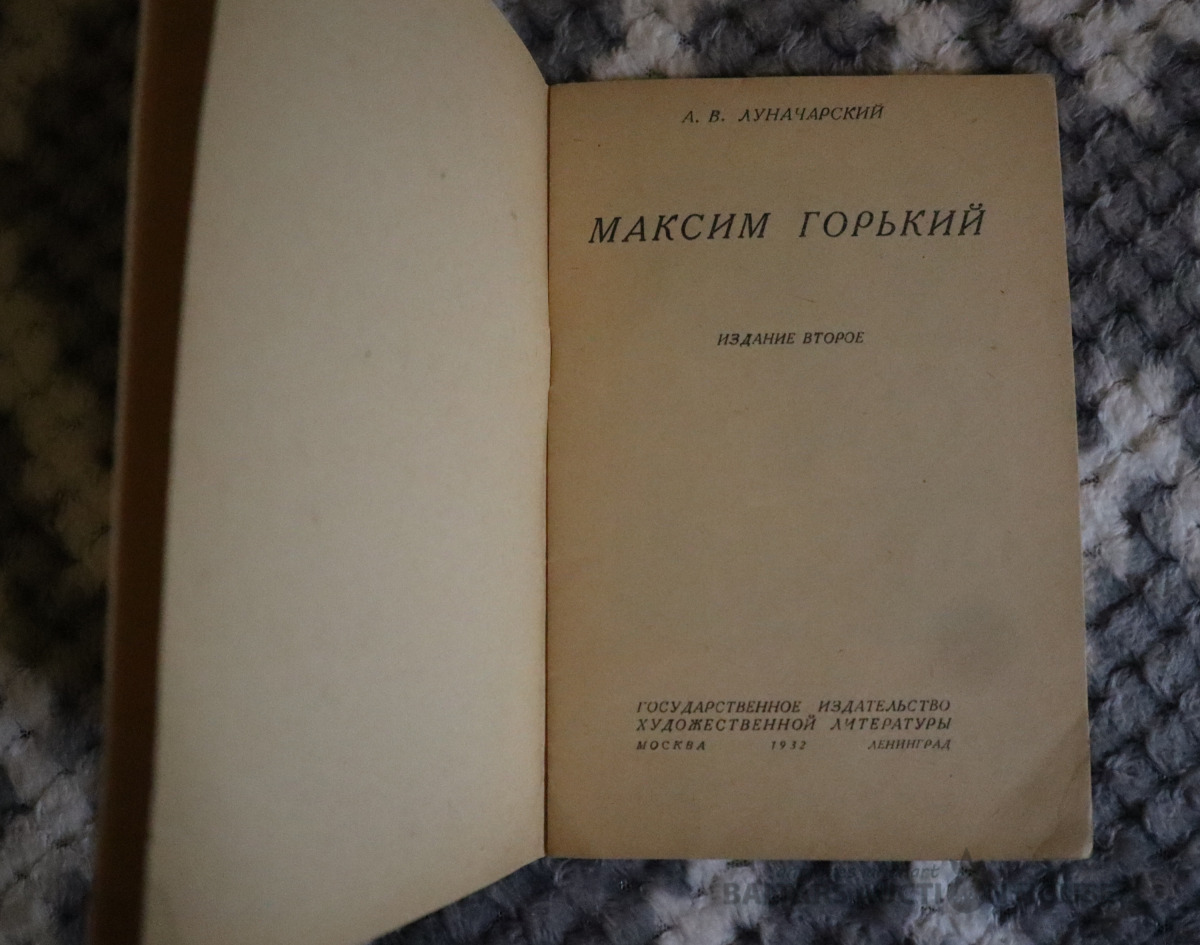 А. В. ЛУНАЧАРСКИЙ
МАКСИМ ГОРЬКИЙ
ИЗДАНИЕ ВТОРОЕ
ГОСУДАРСТВЕННОЕ ИЗДАТЕЛЬСТВО
ХУДОЖЕСТВЕННОЙ ЛИТЕРАТУРЫ
МОСКВА 1932 ЛЕНИНГРАД